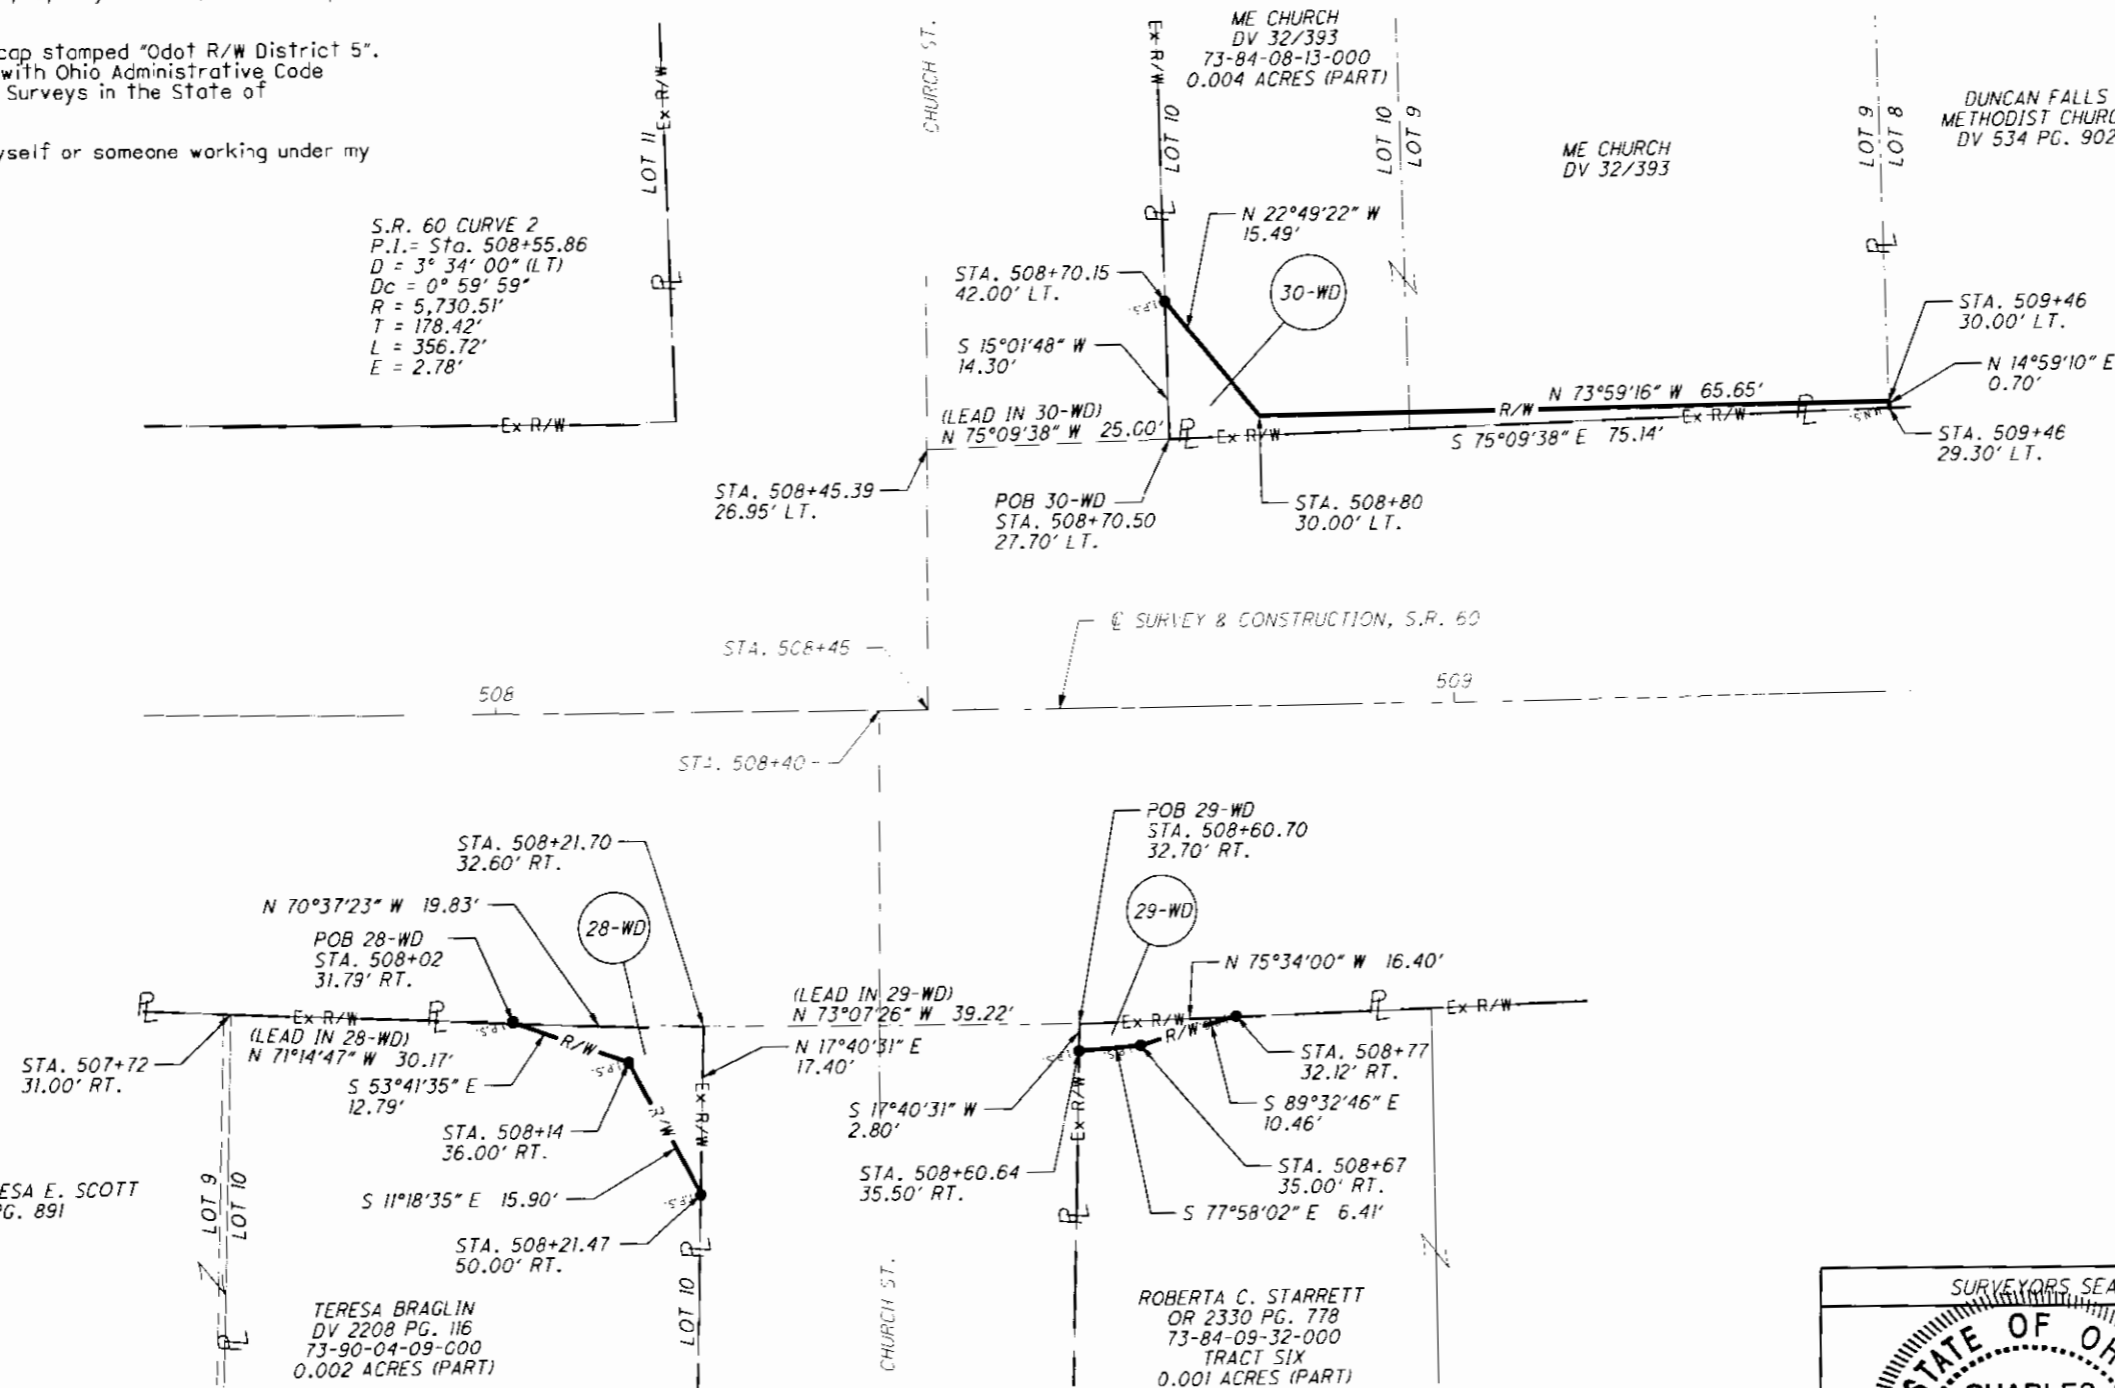 cap stamped "Odot R/W District 5".
with Ohio Administrative Code
Surveys in the State of
or someone working under my
S.R. 60 CURVE 2
P.I.= Sta. 508+55.86
D = 3° 34' 00" (LT)
Dc = 0° 59' 59"
R = 5,730.51'
T = 178.42'
L = 356.72'
E = 2.78'
Ex R/W
LOT 11
PL
Ex R/W
CHURCH ST.
Ex R/W
ME CHURCH
DV 32/393
73-84-08-13-000
0.004 ACRES (PART)
LOT 10
LOT 10
LOT 9
ME CHURCH
DV 32/393
LOT 9
LOT 8
DUNCAN FALLS
METHODIST
DV 534 PG. 902
PL
PL
N 22°49'22" W
15.49'
STA. 508+70.15
42.00' LT.
I.P.S.
30-WD
S 15°01'48" W
14.30'
(LEAD IN 30-WD)
N 75°09'38" W 25.00'
PL
Ex R/W
R/W
N 73°59'16" W 65.65'
Ex R/W
PL
S 75°09'38" E 75.14'
STA. 509+46
30.00' LT.
N 14°59'10" E
0.70'
STA. 509+46
29.30' LT.
STA. 508+45.39
26.95' LT.
POB 30-WD
STA. 508+70.50
27.70' LT.
STA. 508+80
30.00' LT.
℄ SURVEY & CONSTRUCTION, S.R. 60
STA. 508+45
508
509
STA. 508+40
STA. 508+21.70
32.60' RT.
N 70°37'23" W 19.83'
POB 28-WD
STA. 508+02
31.79' RT.
28-WD
PL
Ex R/W
PL
(LEAD IN 28-WD)
N 71°14'47" W 30.17'
STA. 507+72
31.00' RT.
S 53°41'35" E
12.79'
I.P.S.
R/W
I.P.S.
R/W
Ex R/W
STA. 508+14
36.00' RT.
S 11°18'35" E 15.90'
I.P.S.
STA. 508+21.47
50.00' RT.
LOT 9
LOT 10
PL
PL
LOT 10
E. SCOTT
891
TERESA BRAGLIN
DV 2208 PG. 116
73-90-04-09-000
0.002 ACRES (PART)
(LEAD IN 29-WD)
N 73°07'26" W 39.22'
N 17°40'31" E
17.40'
POB 29-WD
STA. 508+60.70
32.70' RT.
29-WD
N 75°34'00" W 16.40'
Ex R/W
R/W
PL
Ex R/W
I.P.S.
I.P.S.
STA. 508+77
32.12' RT.
S 89°32'46" E
10.46'
STA. 508+67
35.00' RT.
S 77°58'02" E 6.41'
S 17°40'31" W
2.80'
STA. 508+60.64
35.50' RT.
Ex R/W
PL
CHURCH ST.
ROBERTA C. STARRETT
OR 2330 PG. 778
73-84-09-32-000
TRACT SIX
0.001 ACRES (PART)
SURVEYORS
STATE OF
CHARLES